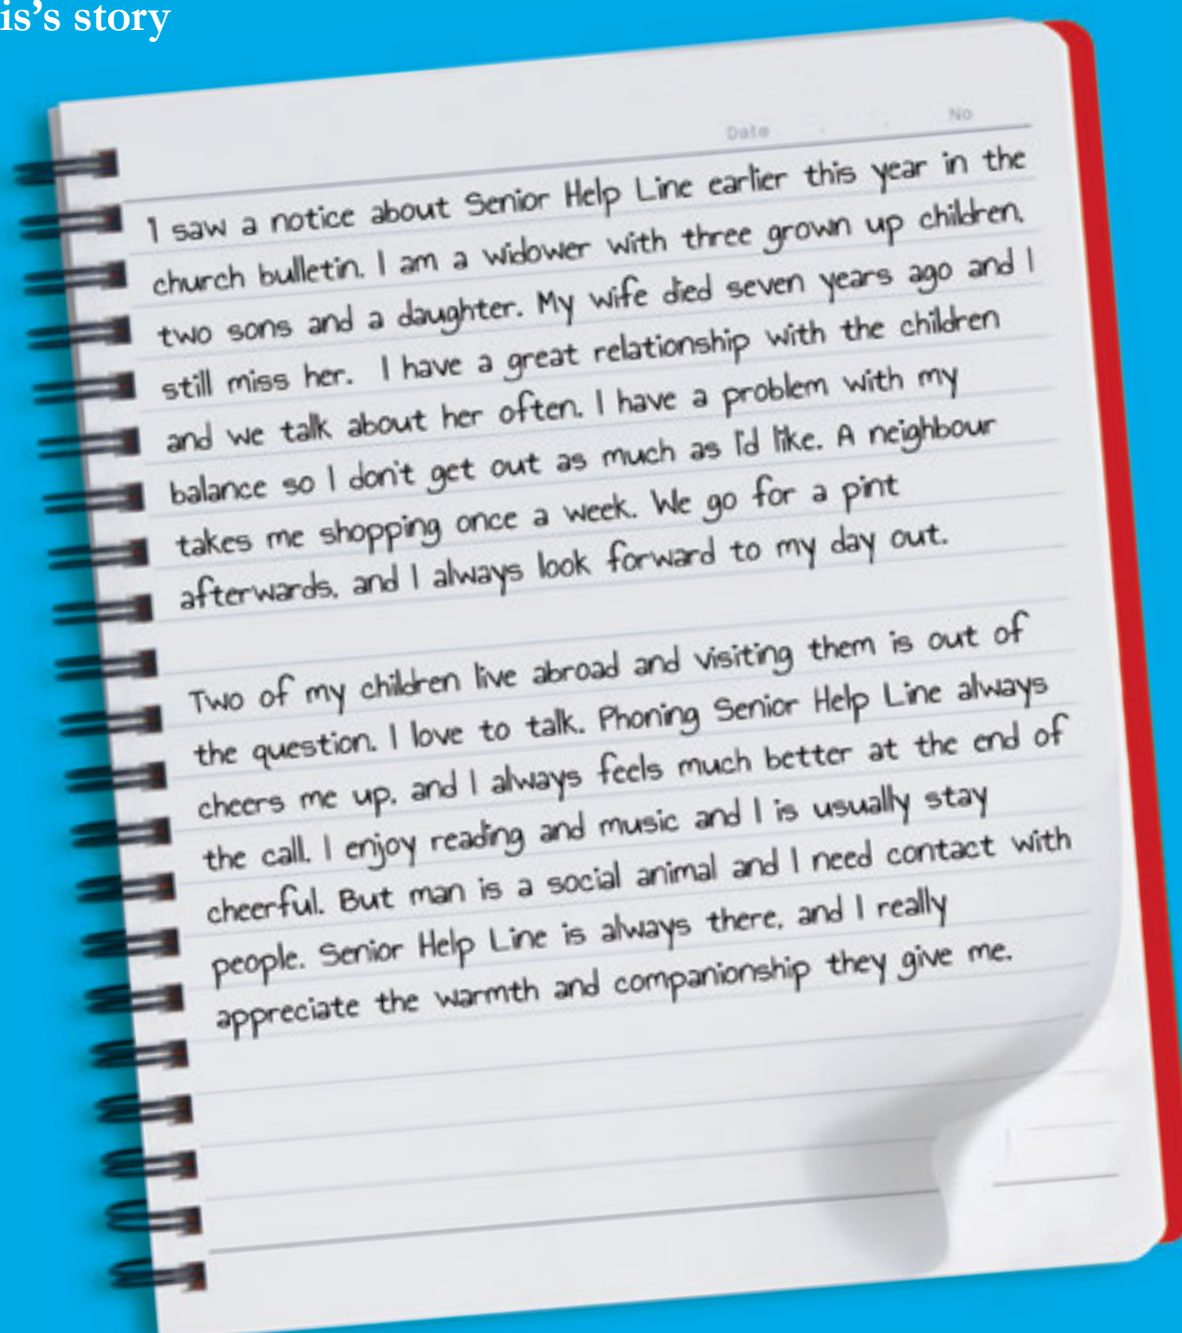 is's story
Date No
I saw a notice about Senior Help Line earlier this year in the
church bulletin. I am a widower with three grown up children,
two sons and a daughter. My wife died seven years ago and I
still miss her. I have a great relationship with the children
and we talk about her often. I have a problem with my
balance so I don't get out as much as I'd like. A neighbour
takes me shopping once a week. We go for a pint
afterwards, and I always look forward to my day out.
Two of my children live abroad and visiting them is out of
the question. I love to talk. Phoning Senior Help Line always
cheers me up, and I always feels much better at the end of
the call. I enjoy reading and music and I is usually stay
cheerful. But man is a social animal and I need contact with
people. Senior Help Line is always there, and I really
appreciate the warmth and companionship they give me.